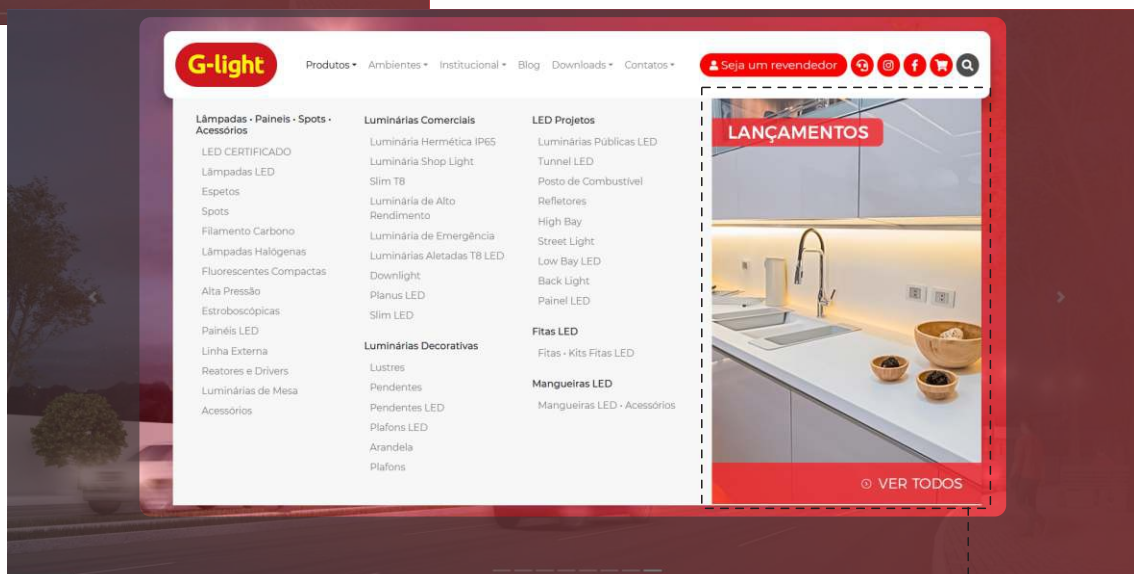 G-light
Produtos
Ambientes
Institucional
Blog
Downloads
Contatos
Seja um revendedor
Lâmpadas • Paineis • Spots •
Acessórios
LED CERTIFICADO
Lâmpadas LED
Espetos
Spots
Filamento Carbono
Lâmpadas Halógenas
Fluorescentes Compactas
Alta Pressão
Estroboscópicas
Painéis LED
Linha Externa
Reatores e Drivers
Luminárias de Mesa
Acessórios
Luminárias Comerciais
Luminária Hermética IP65
Luminária Shop Light
Slim T8
Luminária de Alto
Rendimento
Luminária de Emergência
Luminárias Aletadas T8 LED
Downlight
Planus LED
Slim LED
Luminárias Decorativas
Lustres
Pendentes
Pendentes LED
Plafons LED
Arandela
Plafons
LED Projetos
Luminárias Públicas LED
Tunnel LED
Posto de Combustível
Refletores
High Bay
Street Light
Low Bay LED
Back Light
Painel LED
Fitas LED
Fitas • Kits Fitas LED
Mangueiras LED
Mangueiras LED • Acessórios
LANÇAMENTOS
VER TODOS